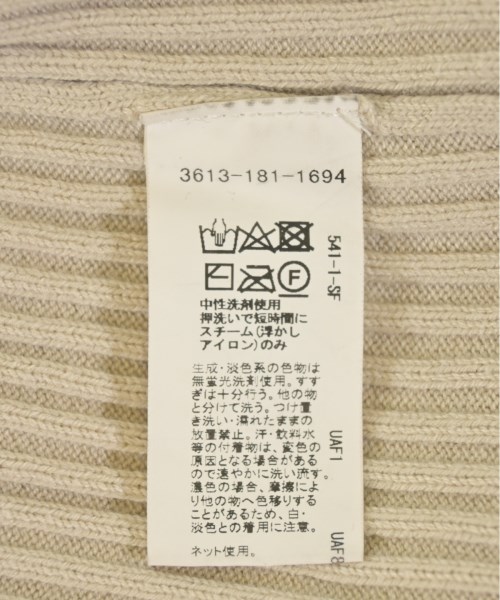 3613-181-1694
541-1-SF
F
中性洗剤使用
押洗いで短時間に
スチーム(浮かし
アイロン)のみ
生成・淡色系の色物は
無蛍光洗剤使用。すす
ぎは十分行う。他の物
と分けて洗う。つけ置
き洗い・濡れたままの
放置禁止。汗・飲料水
等の付着物は、変色の
原因となる場合がある
ので速やかに洗い流す。
濃色の場合、摩擦によ
り他の物へ色移りする
ことがあるため、白・
淡色との着用に注意。
ネット使用。
UAF1
UAF8